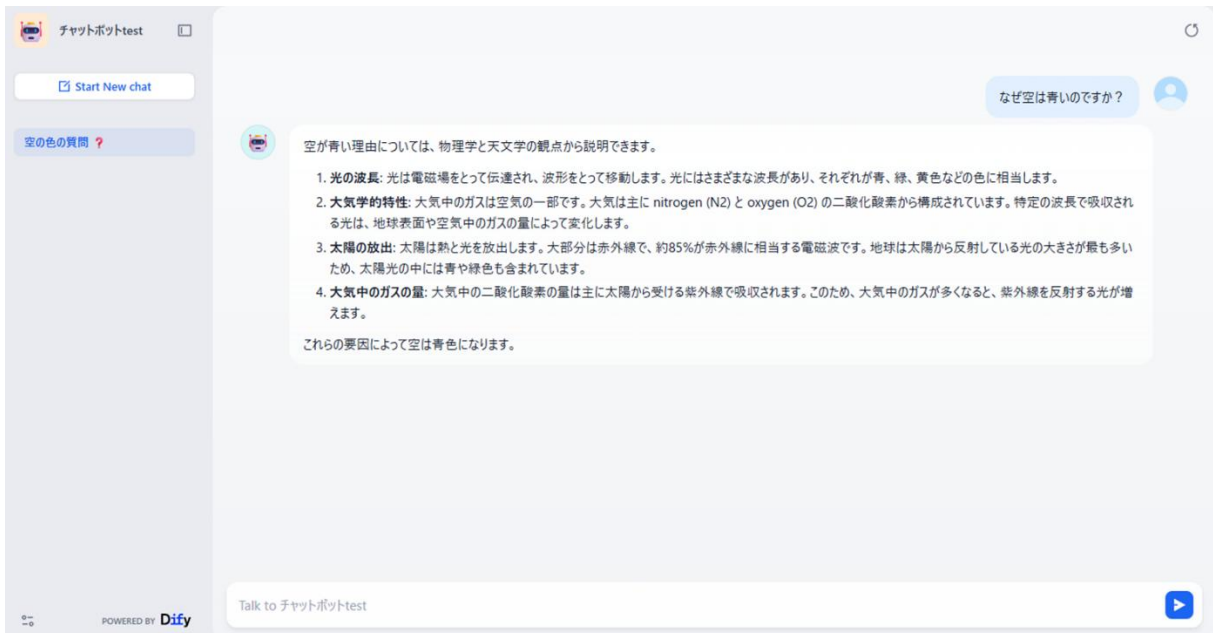 チャットボットtest
Start New chat
空の色の質問❓
なぜ空は青いのですか？
空が青い理由については、物理学と天文学の観点から説明できます。
1. 光の波長: 光は電磁場をとって伝達され、波形をとって移動します。光にはさまざまな波長があり、それぞれが青、緑、黄色などの色に相当します。
2. 大気学的特性: 大気中のガスは空気の一部です。大気は主に nitrogen (N2) と oxygen (O2) の二酸化酸素から構成されています。特定の波長で吸収され
る光は、地球表面や空気中のガスの量によって変化します。
3. 太陽の放出: 太陽は熱と光を放出します。大部分は赤外線で、約85%が赤外線に相当する電磁波です。地球は太陽から反射している光の大きさが最も多い
ため、太陽光の中には青や緑色も含まれています。
4. 大気中のガスの量: 大気中の二酸化酸素の量は主に太陽から受ける紫外線で吸収されます。このため、大気中のガスが多くなると、紫外線を反射する光が増
えます。
これらの要因によって空は青色になります。
Talk to チャットボットtest
POWERED BY Dify